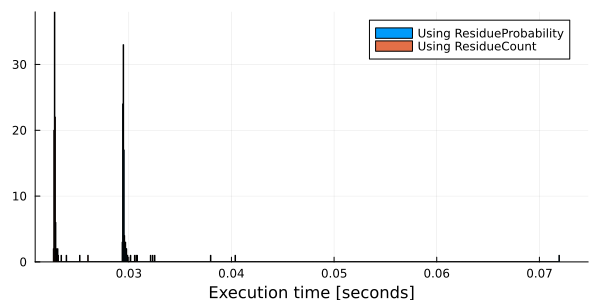 Using ResidueProbability
Using ResidueCount
30
20
10
0
0.03 0.04 0.05 0.06 0.07
Execution time [seconds]